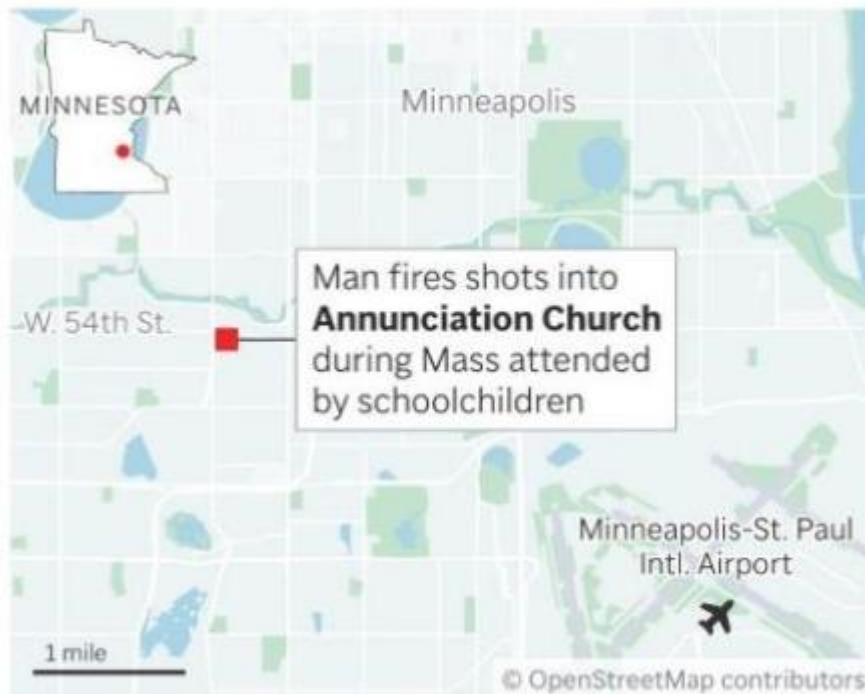 MINNESOTA
Minneapolis
Man fires shots into
Annunciation Church
during Mass attended
by schoolchildren
W. 54th St.
Minneapolis-St. Paul
Intl. Airport
1 mile
© OpenStreetMap contributors